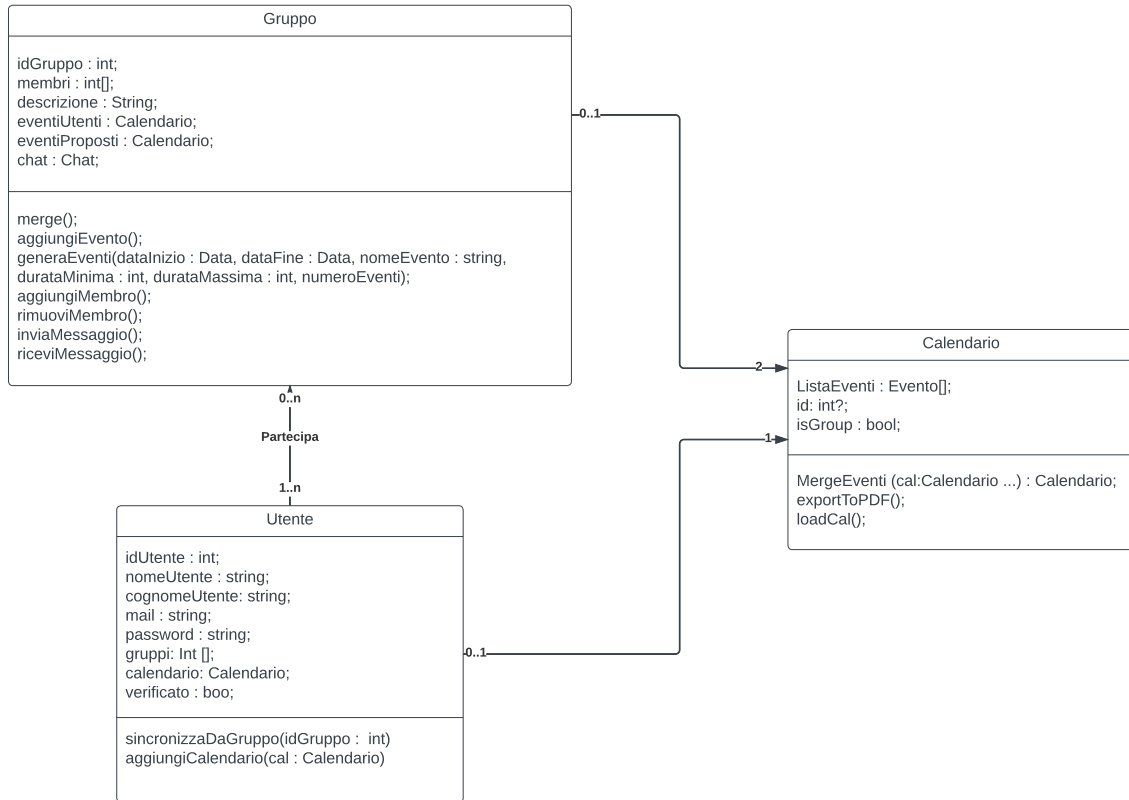 Gruppo
idGruppo : int;
membri : int[];
descrizione : String;
eventiUtenti : Calendario;
eventiProposti : Calendario;
chat : Chat;
merge();
aggiungiEvento();
generaEventi(dataInizio : Data, dataFine : Data, nomeEvento : string,
durataMinima : int, durataMassima : int, numeroEventi);
aggiungiMembro();
rimuoviMembro();
inviaMessaggio();
riceviMessaggio();
0..1
2
Calendario
ListaEventi : Evento[];
id: int?;
isGroup : bool;
MergeEventi (cal:Calendario ...) : Calendario;
exportToPDF();
loadCal();
0..n
Partecipa
1..n
1
0..1
Utente
idUtente : int;
nomeUtente : string;
cognomeUtente: string;
mail : string;
password : string;
gruppi: Int [];
calendario: Calendario;
verificato : boo;
sincronizzaDaGruppo(idGruppo :  int)
aggiungiCalendario(cal : Calendario)